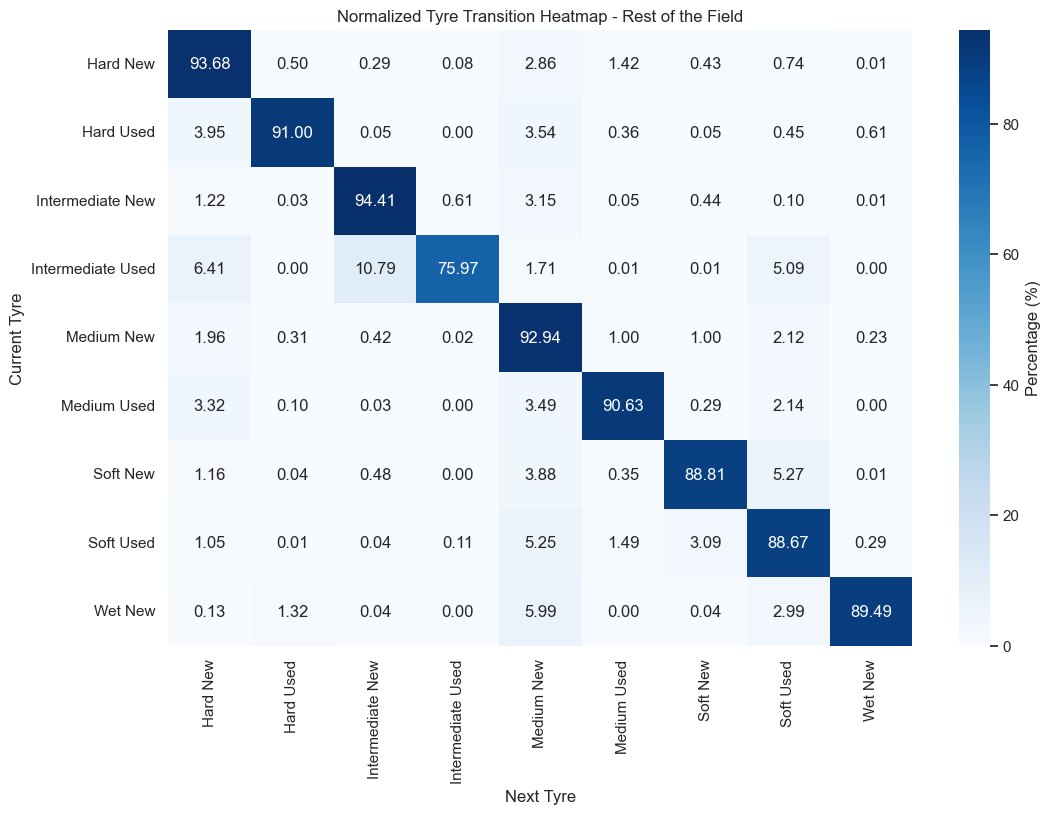 Normalized Tyre Transition Heatmap - Rest of the Field
Current Tyre
Hard New 93.68 0.50 0.29 0.08 2.86 1.42 0.43 0.74 0.01
Hard Used 3.95 91.00 0.05 0.00 3.54 0.36 0.05 0.45 0.61
Intermediate New 1.22 0.03 94.41 0.61 3.15 0.05 0.44 0.10 0.01
Intermediate Used 6.41 0.00 10.79 75.97 1.71 0.01 0.01 5.09 0.00
Medium New 1.96 0.31 0.42 0.02 92.94 1.00 1.00 2.12 0.23
Medium Used 3.32 0.10 0.03 0.00 3.49 90.63 0.29 2.14 0.00
Soft New 1.16 0.04 0.48 0.00 3.88 0.35 88.81 5.27 0.01
Soft Used 1.05 0.01 0.04 0.11 5.25 1.49 3.09 88.67 0.29
Wet New 0.13 1.32 0.04 0.00 5.99 0.00 0.04 2.99 89.49
Hard New
Hard Used
Intermediate New
Intermediate Used
Medium New
Medium Used
Soft New
Soft Used
Wet New
Next Tyre
80
60
40
20
0
Percentage (%)